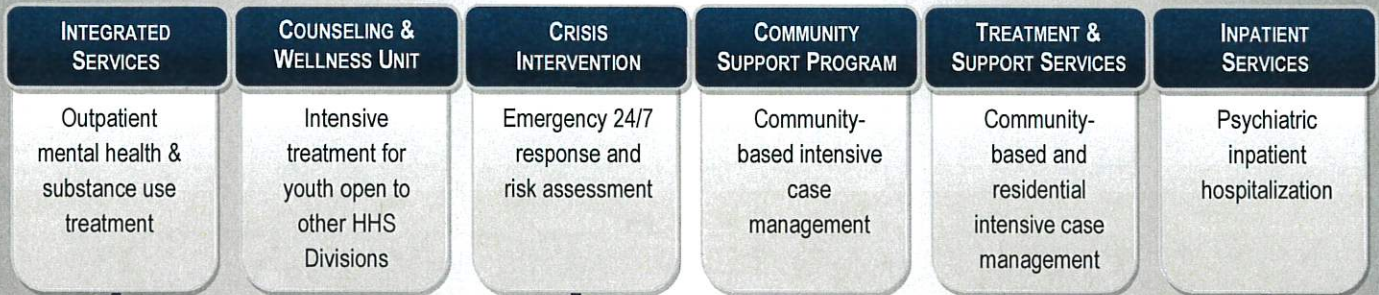 INTEGRATED
SERVICES
Outpatient
mental health &
substance use
treatment
COUNSELING &
WELLNESS UNIT
Intensive
treatment for
youth open to
other HHS
Divisions
CRISIS
INTERVENTION
Emergency 24/7
response and
risk assessment
COMMUNITY
SUPPORT PROGRAM
Community-
based intensive
case
management
TREATMENT &
SUPPORT SERVICES
Community-
based and
residential
intensive case
management
INPATIENT
SERVICES
Psychiatric
inpatient
hospitalization